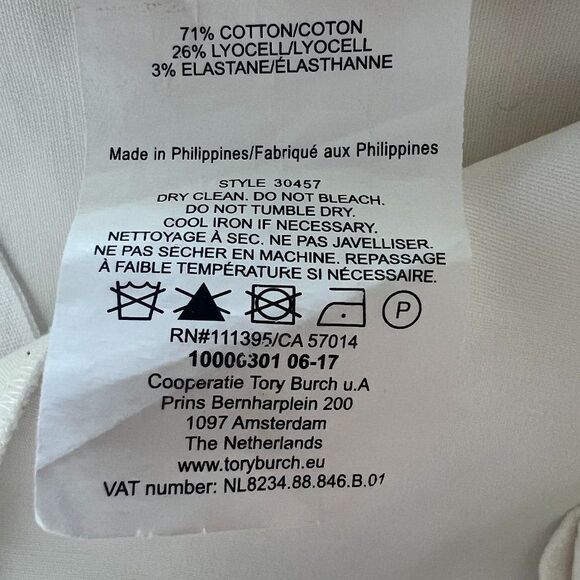 71% COTTON/COTON
26% LYOCELL/LYOCELL
3% ELASTANE/ÉLASTHANNE
Made in Philippines/Fabriqué aux Philippines
STYLE 30457
DRY CLEAN. DO NOT BLEACH.
DO NOT TUMBLE DRY.
COOL IRON IF NECESSARY.
NETTOYAGE À SEC. NE PAS JAVELLISER.
NE PAS SÉCHER EN MACHINE. REPASSAGE
À FAIBLE TEMPÉRATURE SI NÉCESSAIRE.
P
RN#111395/CA 57014
10006301 06-17
Cooperatie Tory Burch u.A
Prins Bernharplein 200
1097 Amsterdam
The Netherlands
www.toryburch.eu
VAT number: NL8234.88.846.B.01